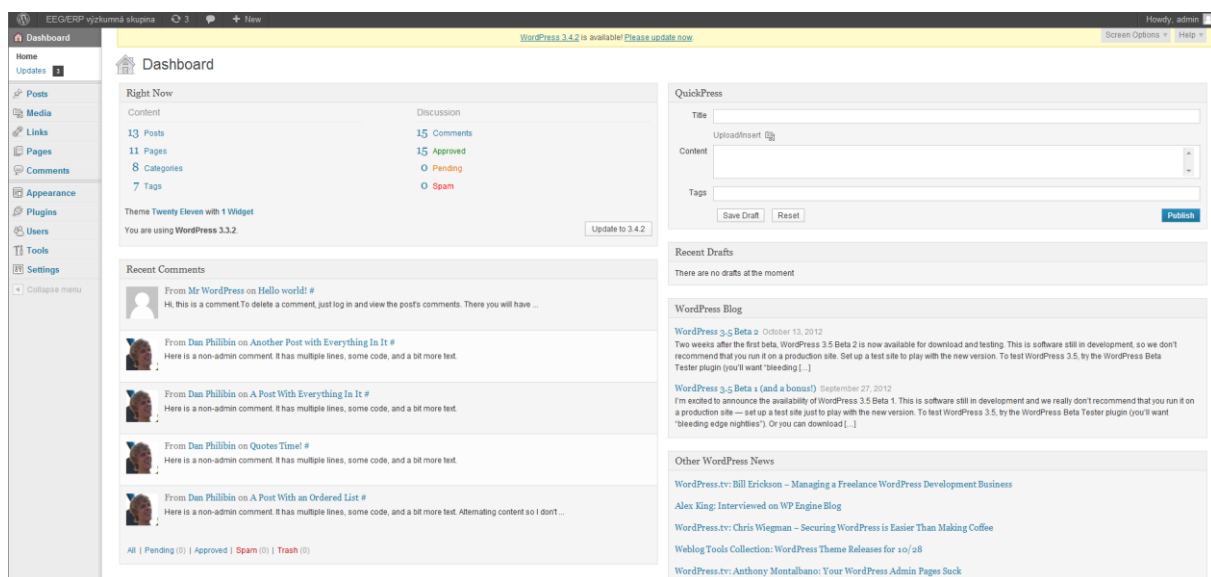 EEG/ERP výzkumná skupina 3 + New
Howdy, admin
Dashboard
Home
Updates 3
Posts
Media
Links
Pages
Comments
Appearance
Plugins
Users
Tools
Settings
Collapse menu
WordPress 3.4.2 is available! Please update now.
Screen Options Help
Dashboard
Right Now
Content
Discussion
13 Posts
15 Comments
11 Pages
15 Approved
8 Categories
0 Pending
7 Tags
0 Spam
Theme Twenty Eleven with 1 Widget
You are using WordPress 3.3.2.
Update to 3.4.2
Recent Comments
From Mr WordPress on Hello world! #
Hi, this is a comment.To delete a comment, just log in and view the post's comments. There you will have ...
From Dan Philibin on Another Post with Everything In It #
Here is a non-admin comment. It has multiple lines, some code, and a bit more text.
From Dan Philibin on A Post With Everything In It #
Here is a non-admin comment. It has multiple lines, some code, and a bit more text.
From Dan Philibin on Quotes Time! #
Here is a non-admin comment. It has multiple lines, some code, and a bit more text.
From Dan Philibin on A Post With an Ordered List #
Here is a non-admin comment. It has multiple lines, some code, and a bit more text. Alternating content so I don't ...
All | Pending (0) | Approved | Spam (0) | Trash (0)
QuickPress
Title
Upload/Insert
Content
Tags
Save Draft Reset Publish
Recent Drafts
There are no drafts at the moment
WordPress Blog
WordPress 3.5 Beta 2 October 13, 2012
Two weeks after the first beta, WordPress 3.5 Beta 2 is now available for download and testing. This is software still in development, so we don't
recommend that you run it on a production site. Set up a test site to play with the new version. To test WordPress 3.5, try the WordPress Beta
Tester plugin (you'll want "bleeding [...]
WordPress 3.5 Beta 1 (and a bonus!) September 27, 2012
I'm excited to announce the availability of WordPress 3.5 Beta 1. This is software still in development and we really don't recommend that you run it on
a production site — set up a test site just to play with the new version. To test WordPress 3.5, try the WordPress Beta Tester plugin (you'll want
"bleeding edge nightlies"). Or you can download [...]
Other WordPress News
WordPress.tv: Bill Erickson – Managing a Freelance WordPress Development Business
Alex King: Interviewed on WP Engine Blog
WordPress.tv: Chris Wiegman – Securing WordPress is Easier Than Making Coffee
Weblog Tools Collection: WordPress Theme Releases for 10/28
WordPress.tv: Anthony Montalbano: Your WordPress Admin Pages Suck